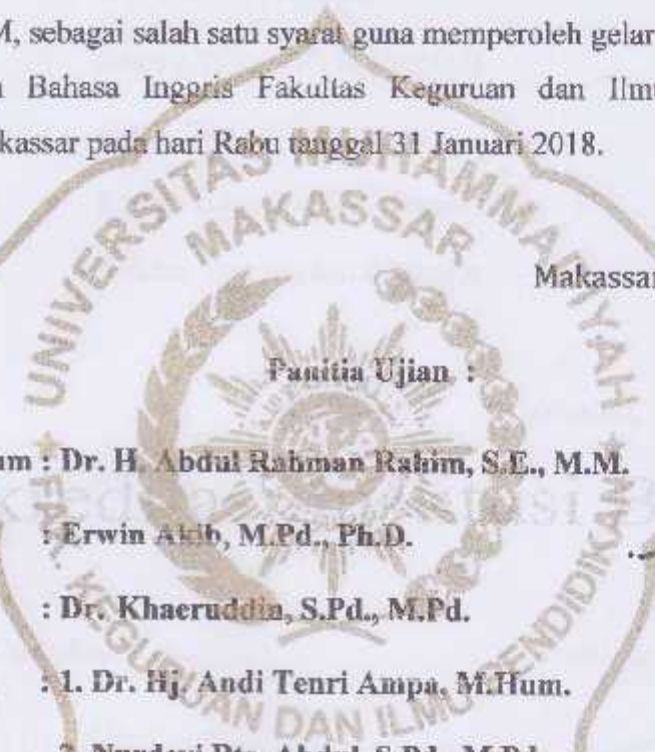 M, sebagai salah satu syarat guna memperoleh gelar
Bahasa Inggris Fakultas Keguruan dan Ilmu
kassar pada hari Rabu tanggal 31 Januari 2018.
UNIVERSITAS MUHAMMADIYAH
MAKASSAR
Makassar
Panitia Ujian :
um : Dr. H. Abdul Rahman Rahim, S.E., M.M.
: Erwin Akib, M.Pd., Ph.D.
: Dr. Khaeruddin, S.Pd., M.Pd.
: 1. Dr. Hj. Andi Tenri Ampa, M.Hum.
FAK. KEGURUAN DAN ILMU PENDIDIKAN